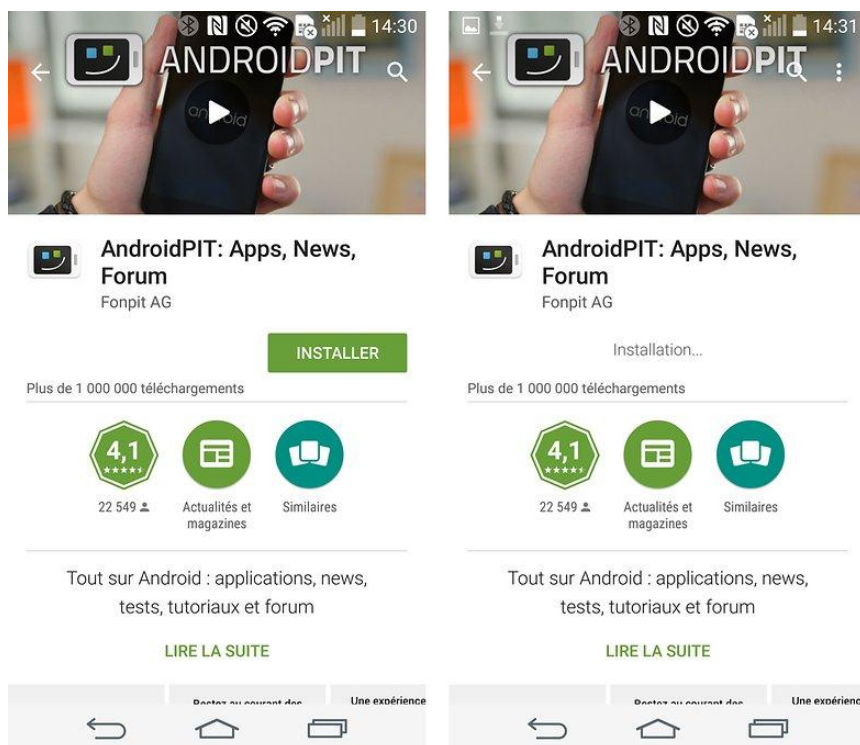 14:30
ANDROIDPIT
android
AndroidPIT: Apps, News,
Forum
Fonpit AG
INSTALLER
Plus de 1 000 000 téléchargements
4,1
22 549
Actualités et
magazines
Similaires
Tout sur Android : applications, news,
tests, tutoriaux et forum
LIRE LA SUITE
Restez au courant des
Une expérience
14:31
ANDROIDPIT
android
AndroidPIT: Apps, News,
Forum
Fonpit AG
Installation...
Plus de 1 000 000 téléchargements
4,1
22 549
Actualités et
magazines
Similaires
Tout sur Android : applications, news,
tests, tutoriaux et forum
LIRE LA SUITE
Restez au courant des
Une expérienc